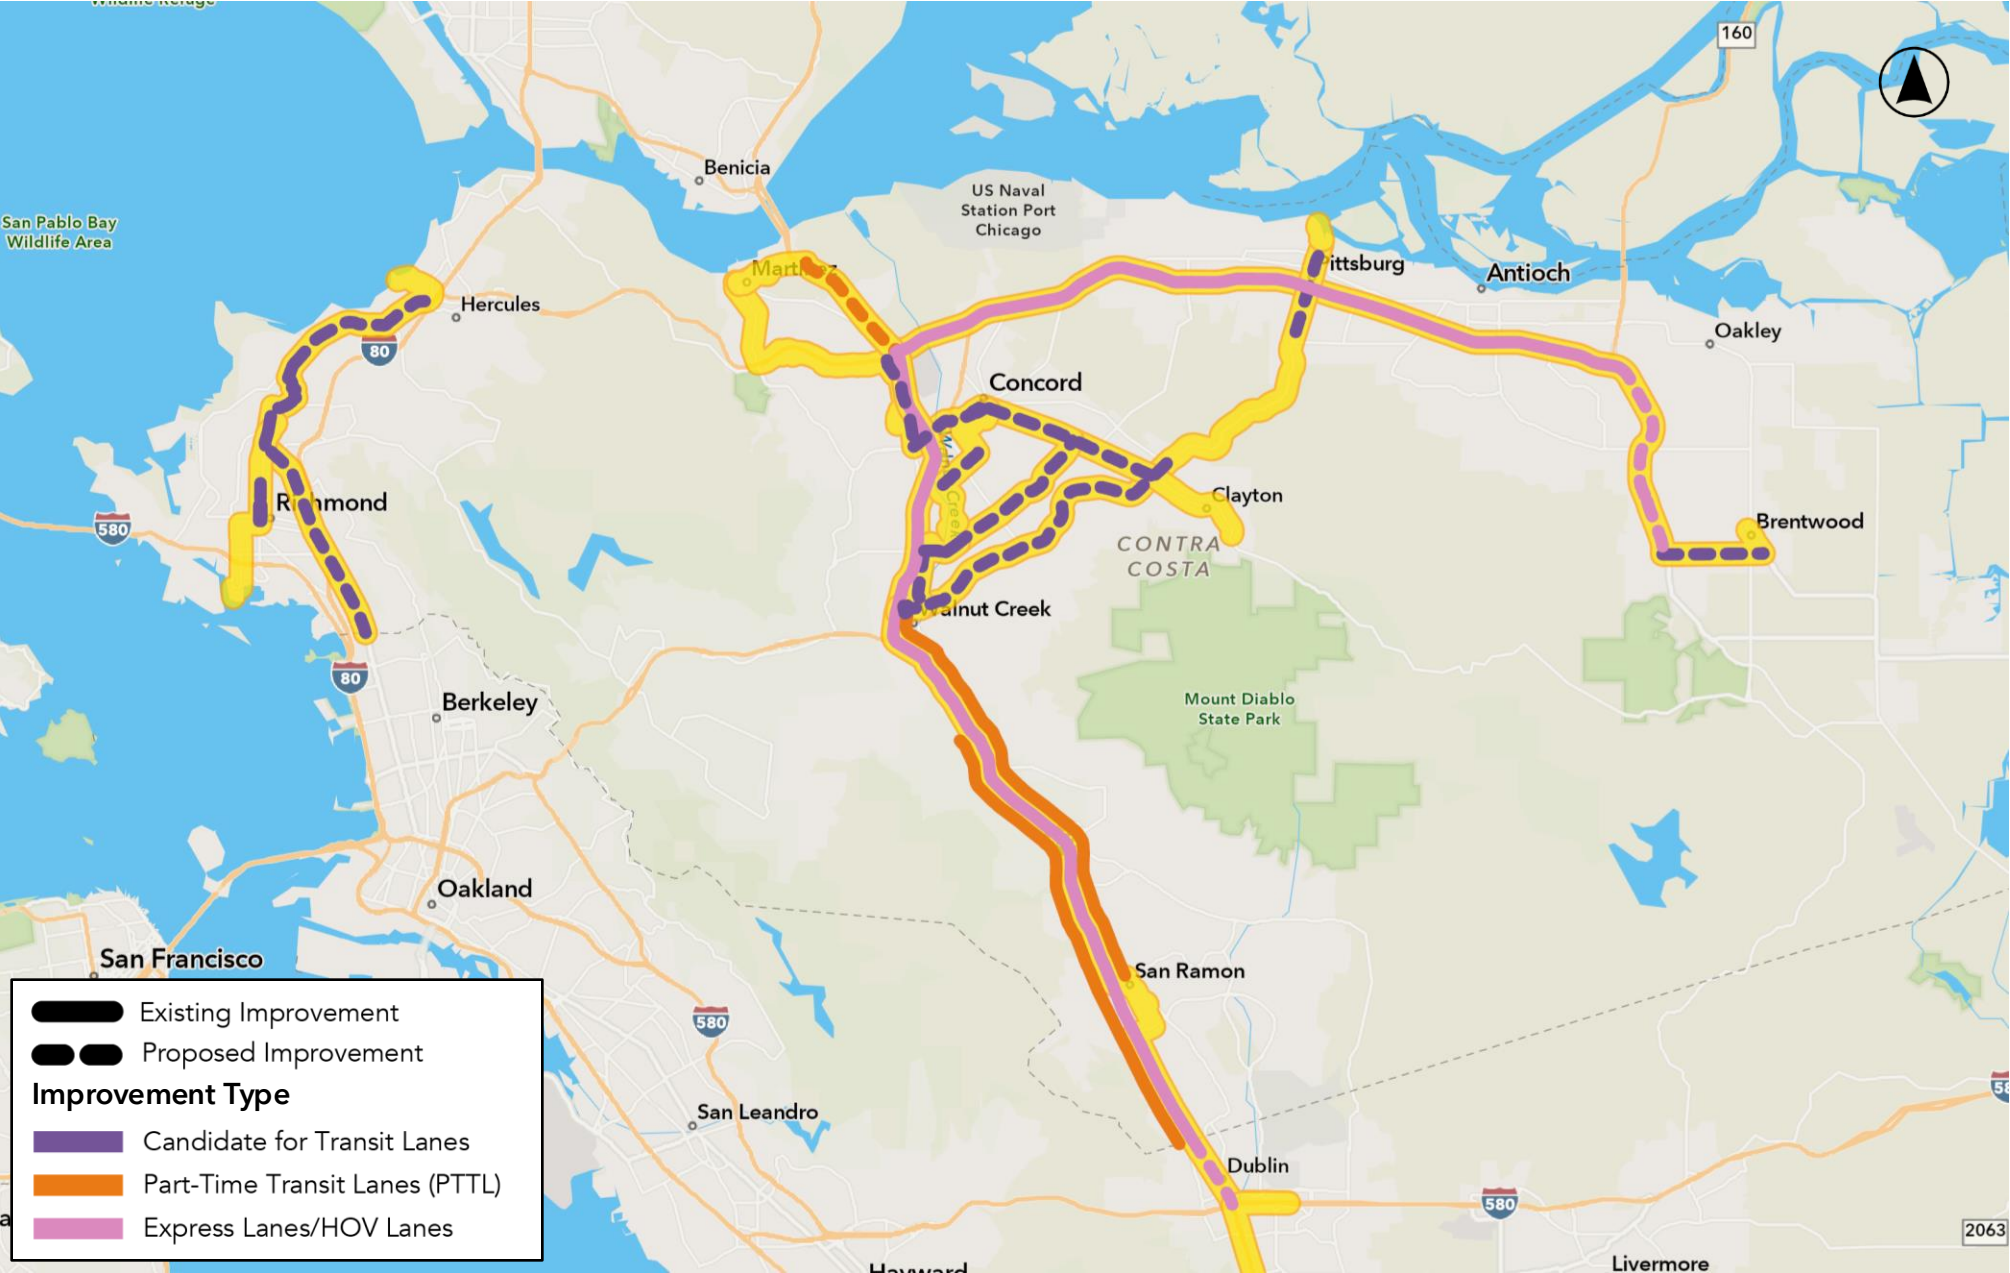 160
Benicia
US Naval
Station Port
Chicago
San Pablo Bay
Wildlife Area
Hercules
Pittsburg
Antioch
Oakley
80
Concord
Richmond
580
Clayton
CONTRA
COSTA
Brentwood
Walnut Creek
80
Berkeley
Mount Diablo
State Park
Oakland
San Francisco
San Ramon
580
San Leandro
Dublin
580
2063
Livermore
Existing Improvement
Proposed Improvement
Improvement Type
Candidate for Transit Lanes
Part-Time Transit Lanes (PTTL)
Express Lanes/HOV Lanes